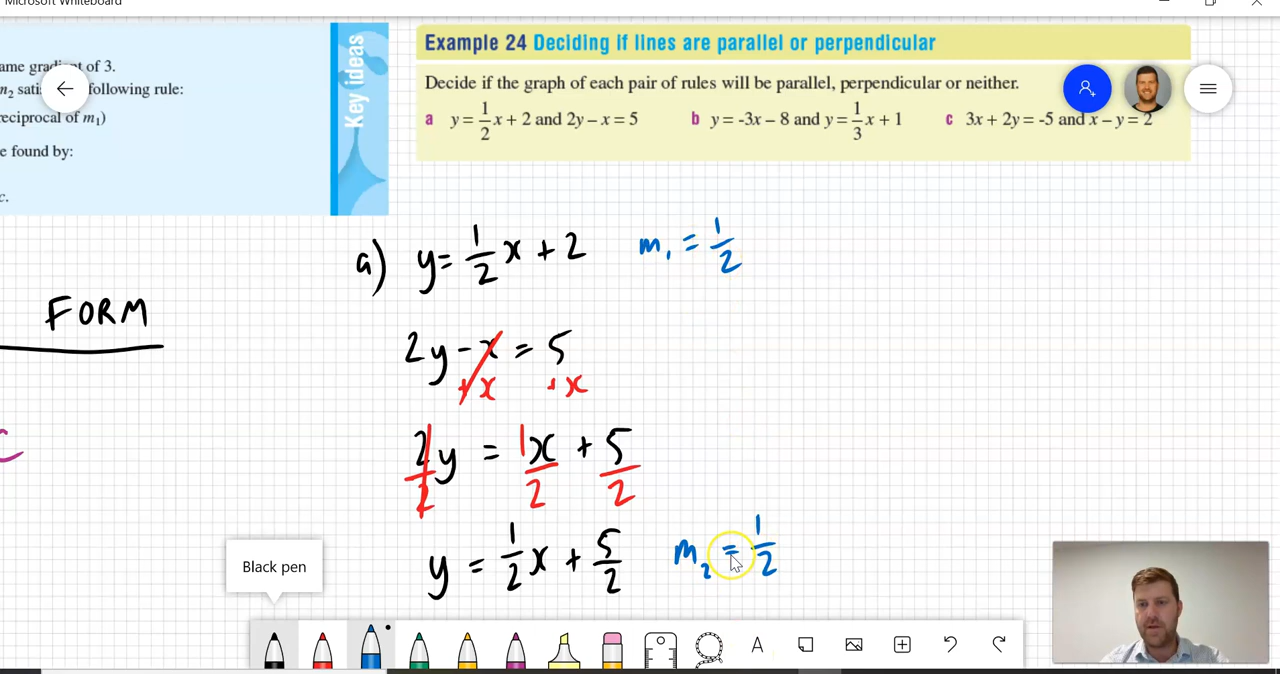 Microsoft Whiteboard
ame gradient of 3.
m₂ following rule:
reciprocal of m₁)
e found by:
c.
Key ideas
Example 24 Deciding if lines are parallel or perpendicular
Decide if the graph of each pair of rules will be parallel, perpendicular or neither.
a y = 1/2 x + 2 and 2y – x = 5 b y = -3x – 8 and y = 1/3 x + 1 c 3x + 2y = -5 and x – y = 2
FORM
a) y = 1/2 x + 2 m₁ = 1/2
2y - x = 5
+x +x
2y/2 = 1x/2 + 5/2
y = 1/2 x + 5/2 m₂ = 1/2
Black pen
A